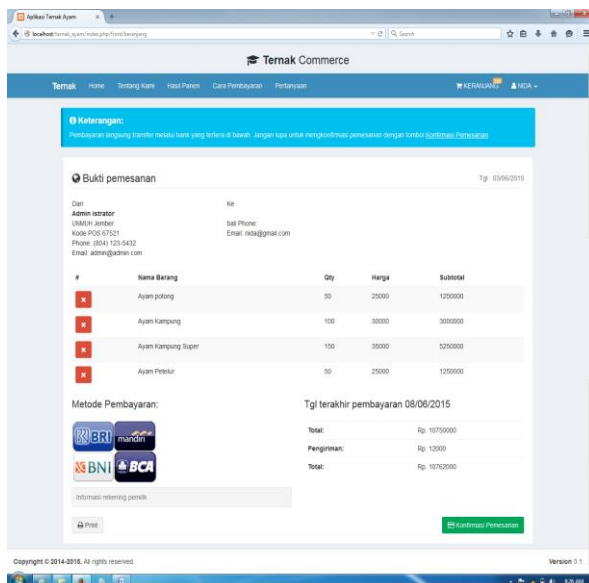 Aplikasi Ternak Ayam
localhost/ternak_ayam/index.php/front/keranjang
Search
Ternak Commerce
Ternak Home Tentang Kami Hasil Panen Cara Pembayaran Pertanyaan KERANJANG NIDA
Keterangan:
Pembayaran langsung transfer melalui bank yang tertera di bawah. Jangan lupa untuk mengkonfirmasi pemesanan dengan tombol Konfirmasi Pemesanan
Bukti pemesanan Tgl: 03/06/2015
Dari Ke
Admin istrator
UNMUH Jember bali Phone:
Kode POS 67521 Email: nida@gmail.com
Phone: (804) 123-5432
Email: admin@admin.com
# Nama Barang Qty Harga Subtotal
Ayam potong 50 25000 1250000
Ayam Kampung 100 30000 3000000
Ayam Kampung Super 150 35000 5250000
Ayam Petelur 50 25000 1250000
Metode Pembayaran: Tgl terakhir pembayaran 08/06/2015
BRI mandiri
BNI BCA
Total: Rp. 10750000
Pengiriman: Rp. 12000
Total: Rp. 10762000
Informasi rekening pemilik
Print Konfirmasi Pemesanan
Copyright © 2014-2015. All rights reserved. Version 3.1